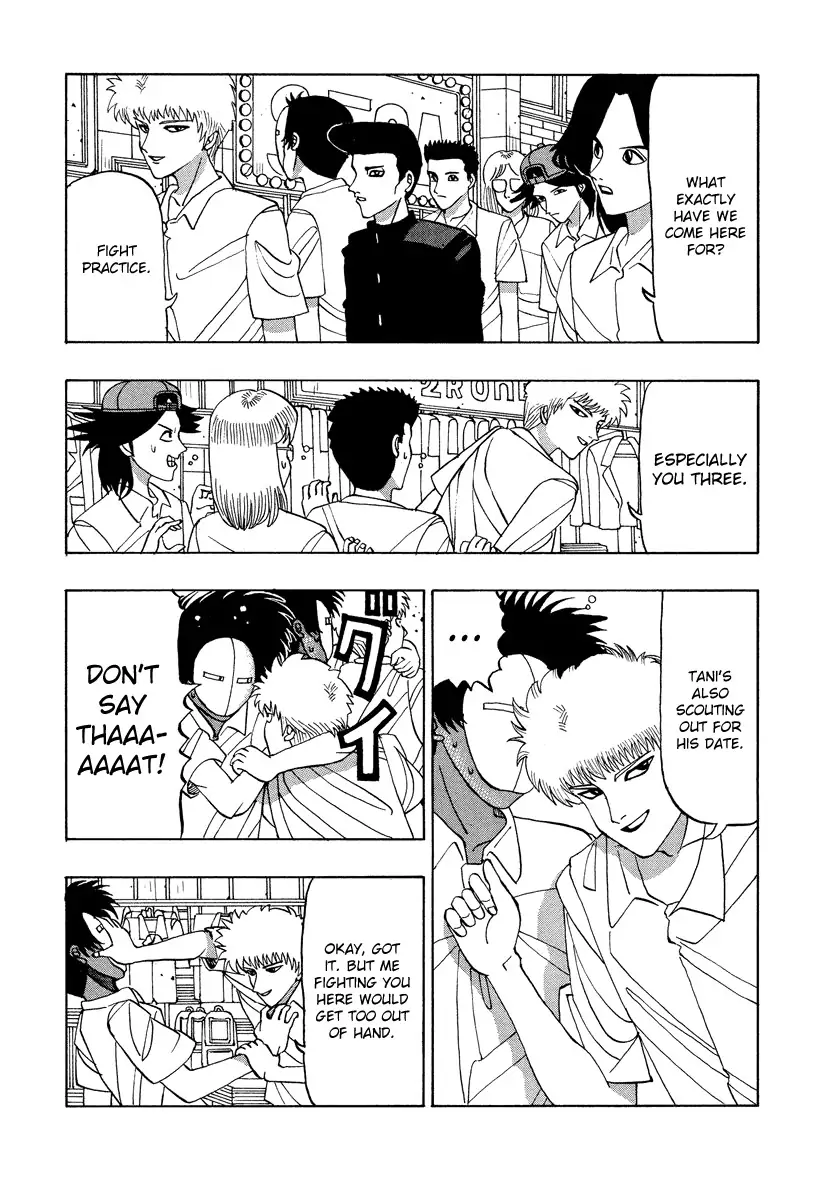 WHAT
EXACTLY
HAVE WE
COME HERE
FOR?
FIGHT
PRACTICE.
ESPECIALLY
YOU THREE.
TANI'S
ALSO
SCOUTING
OUT FOR
HIS DATE.
...
DON'T
SAY
THAAA-
AAAAT!
グイ
OKAY, GOT
IT. BUT ME
FIGHTING YOU
HERE WOULD
GET TOO OUT
OF HAND.